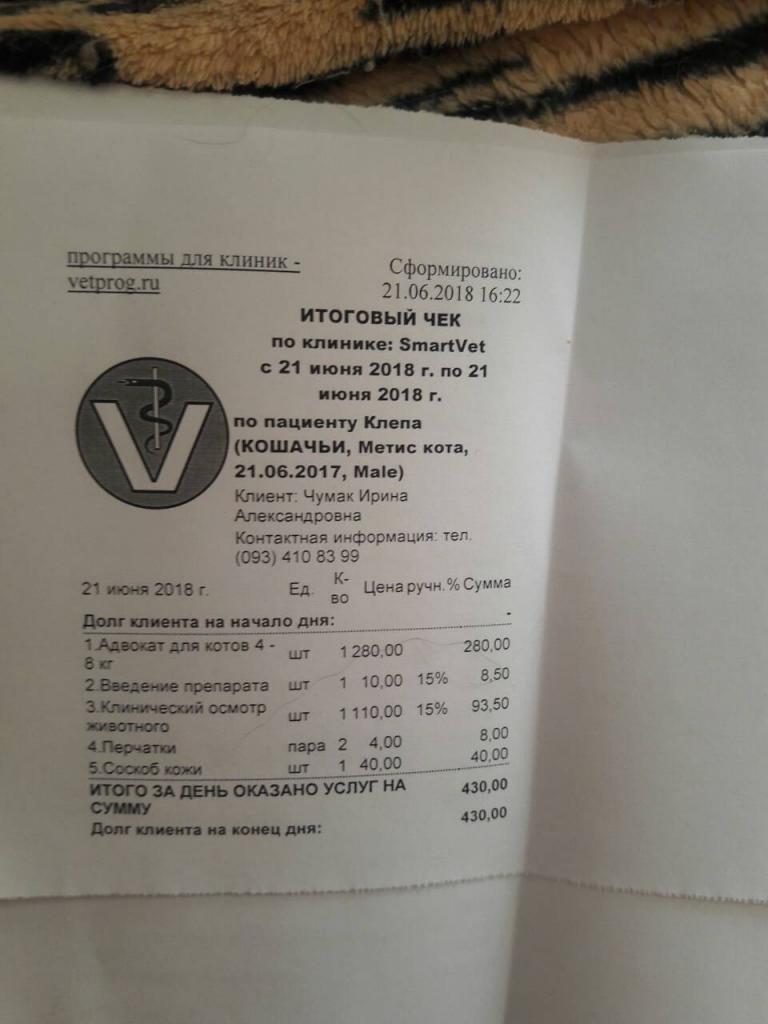 программы для клиник -
vetprog.ru
Сформировано:
21.06.2018 16:22
ИТОГОВЫЙ ЧЕК
по клинике: SmartVet
с 21 июня 2018 г. по 21
июня 2018 г.
по пациенту Клепа
(КОШАЧЬИ, Метис кота,
21.06.2017, Male)
Клиент: Чумак Ирина
Александровна
Контактная информация: тел.
(093) 410 83 99
21 июня 2018 г. Ед. К-во Цена ручн.% Сумма
Долг клиента на начало дня: -
1.Адвокат для котов 4 - 8 кг шт 1 280,00 280,00
2.Введение препарата шт 1 10,00 15% 8,50
3.Клинический осмотр животного шт 1 110,00 15% 93,50
4.Перчатки пара 2 4,00 8,00
5.Соскоб кожи шт 1 40,00 40,00
ИТОГО ЗА ДЕНЬ ОКАЗАНО УСЛУГ НА СУММУ 430,00
Долг клиента на конец дня: 430,00